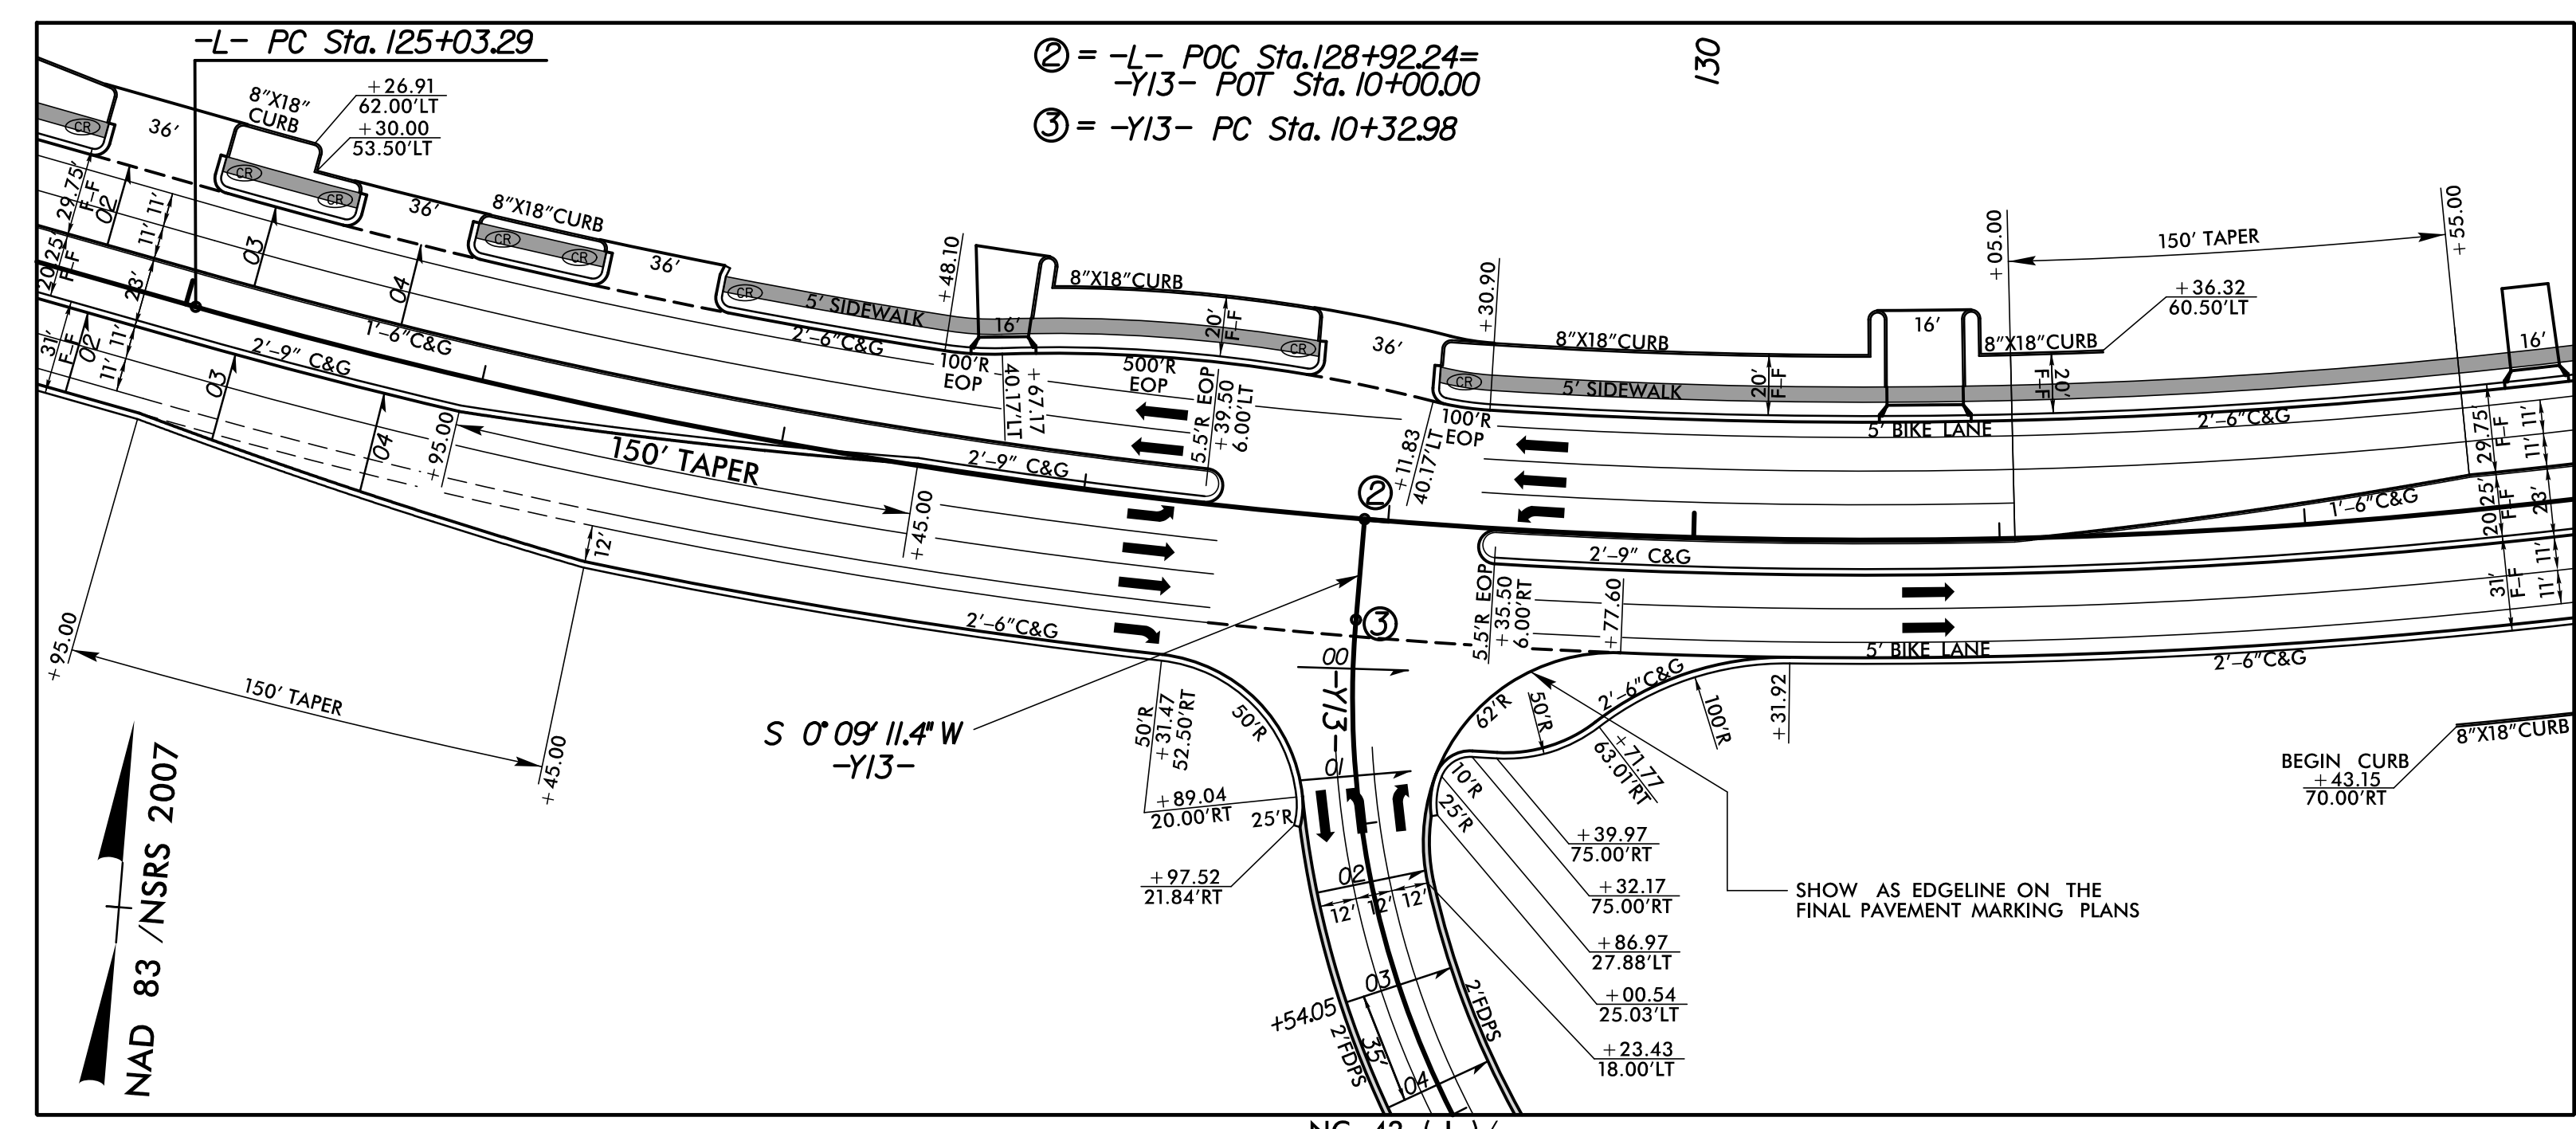 -L- PC Sta. 125+03.29
② = -L- POC Sta. 128+92.24=
-Y13- POT Sta. 10+00.00
③ = -Y13- PC Sta. 10+32.98
130
8"X18"
CURB
+26.91
62.00'LT
+30.00
53.50'LT
CR
36'
CR
CR
36'
8"X18"CURB
CR
CR
36'
CR
5' SIDEWALK
2'-6"C&G
+48.10
16'
8"X18"CURB
20'
F-F
CR
36'
+30.90
8"X18"CURB
CR
5' SIDEWALK
20'
F-F
16'
+05.00
150' TAPER
+55.00
8"X18"CURB
+36.32
60.50'LT
20'
F-F
16'
29.75'
F-F
02
11'
11'
03
04
20.25'
F-F
23'
31'
F-F
02
11'
11'
03
04
1'-6"C&G
2'-9" C&G
+95.00
150' TAPER
+45.00
2'-9" C&G
100'R
EOP
+67.17
40.17'LT
500'R
EOP
5.5'R EOP
+39.50
6.00'LT
+11.83
40.17'LT
100'R
EOP
②
③
5' BIKE LANE
2'-6"C&G
29.75'
F-F
11'
11'
1'-6"C&G
20.25'
F-F
23'
2'-9" C&G
31'
F-F
11'
11'
5.5'R EOP
+35.50
6.00'RT
+77.60
5' BIKE LANE
2'-6"C&G
12'
2'-6"C&G
+95.00
150' TAPER
+45.00
S 0°09'11.4" W
-Y13-
50'R
+31.47
52.50'RT
50'R
+89.04
20.00'RT
25'R
+97.52
21.84'RT
00
-Y13-
01
02
12'
12'
12'
03
+54.05
35'
04
2'FDPS
2'FDPS
62'R
50'R
2'-6"C&G
100'R
+31.92
+71.77
63.01'RT
10'R
25'R
+39.97
75.00'RT
+32.17
75.00'RT
+86.97
27.88'LT
+00.54
25.03'LT
+23.43
18.00'LT
SHOW AS EDGELINE ON THE
FINAL PAVEMENT MARKING PLANS
BEGIN CURB
+43.15
70.00'RT
8"X18"CURB
NAD 83 /NSRS 2007